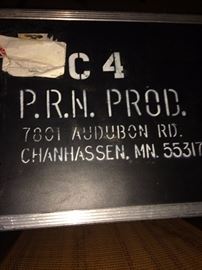 C 4
P.R.N. PROD.
7801 AUDUBON RD.
CHANHASSEN, MN. 55317